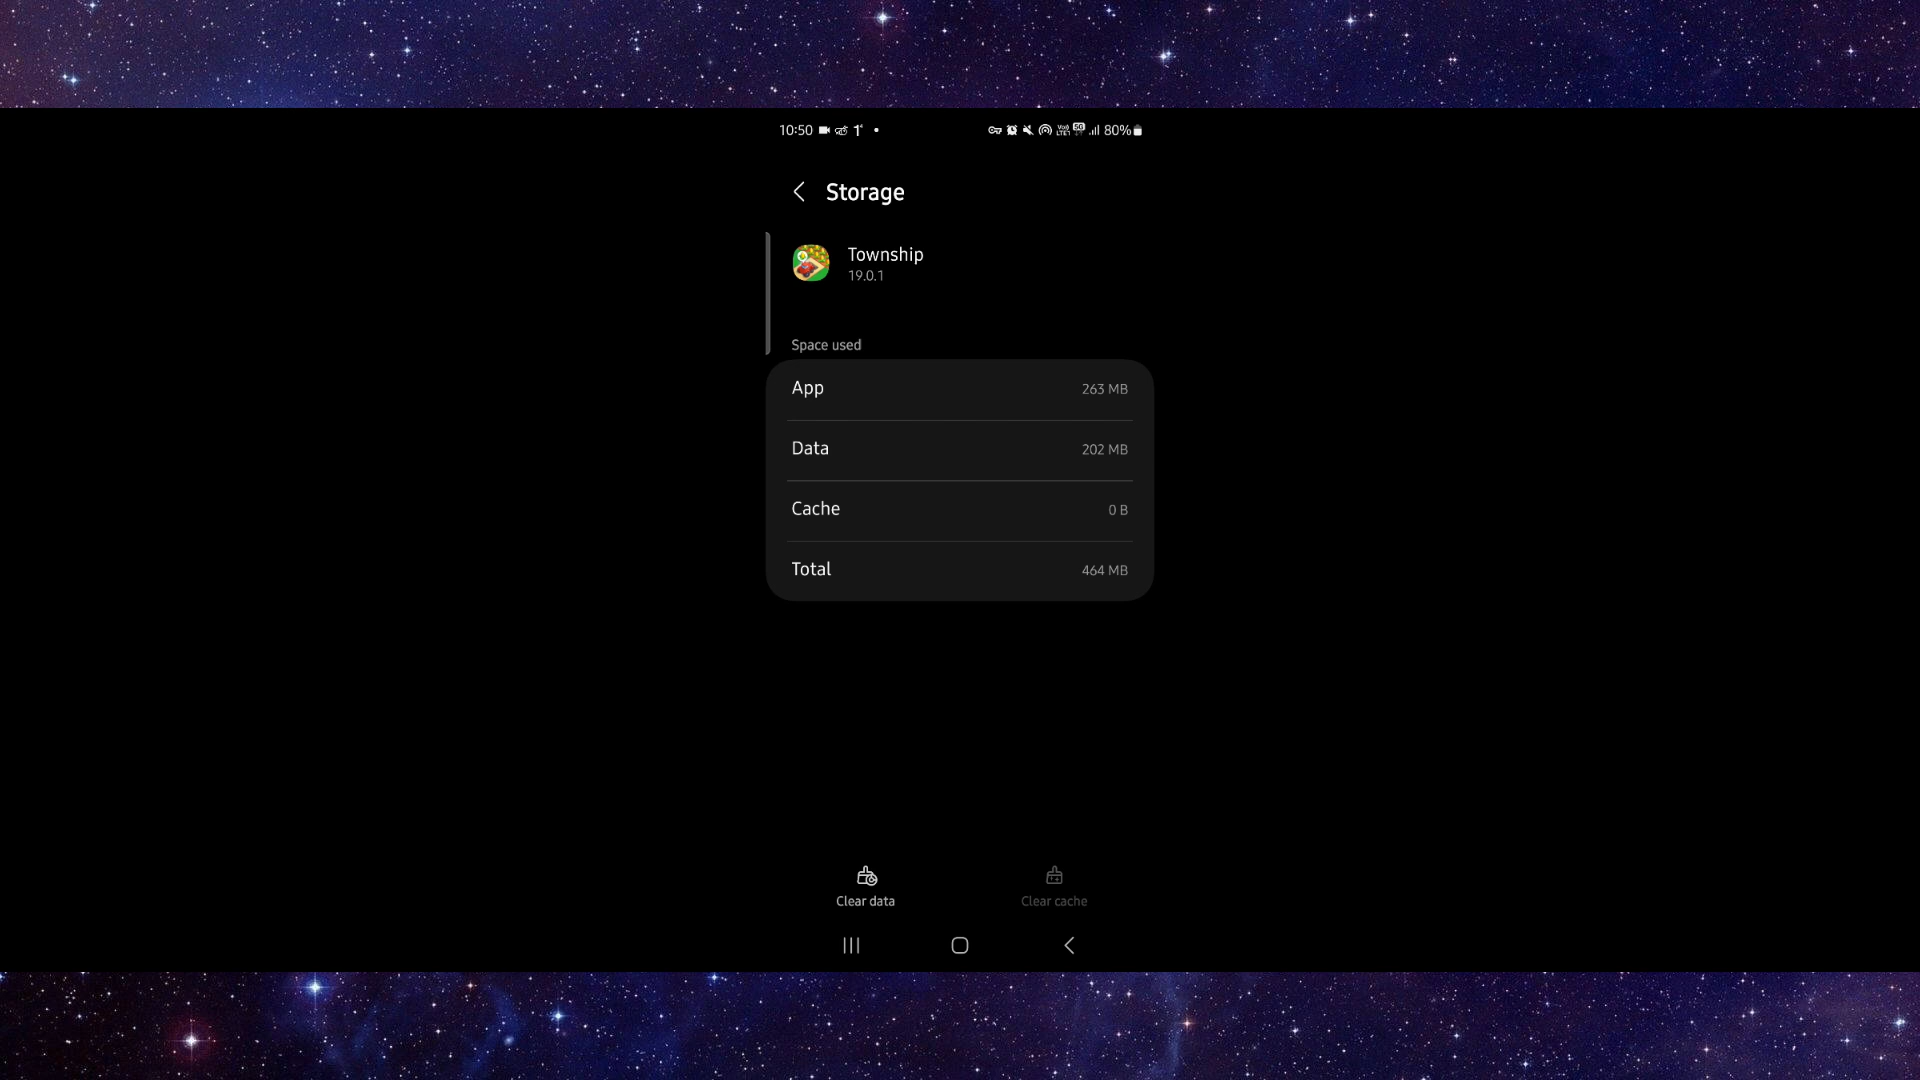 10:50 80%
Storage
Township
19.0.1
Space used
App 263 MB
Data 202 MB
Cache 0 B
Total 464 MB
Clear data Clear cache